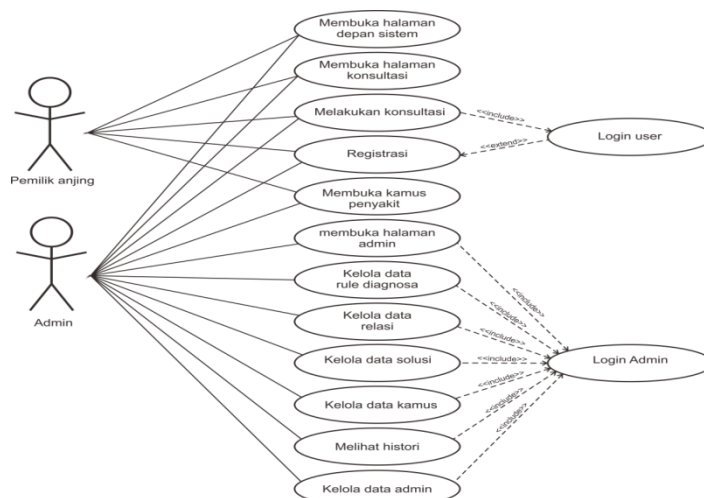 Membuka halaman
depan sistem
Membuka halaman
konsultasi
Melakukan konsultasi
<<include>>
Login user
<<extend>>
Registrasi
Pemilik anjing
Membuka kamus
penyakit
membuka halaman
admin
Kelola data
rule diagnosa
<<include>>
<<include>>
Admin
Kelola data
relasi
<<include>>
Kelola data solusi
<<include>>
Login Admin
Kelola data kamus
<<include>>
<<include>>
Melihat histori
<<include>>
Kelola data admin